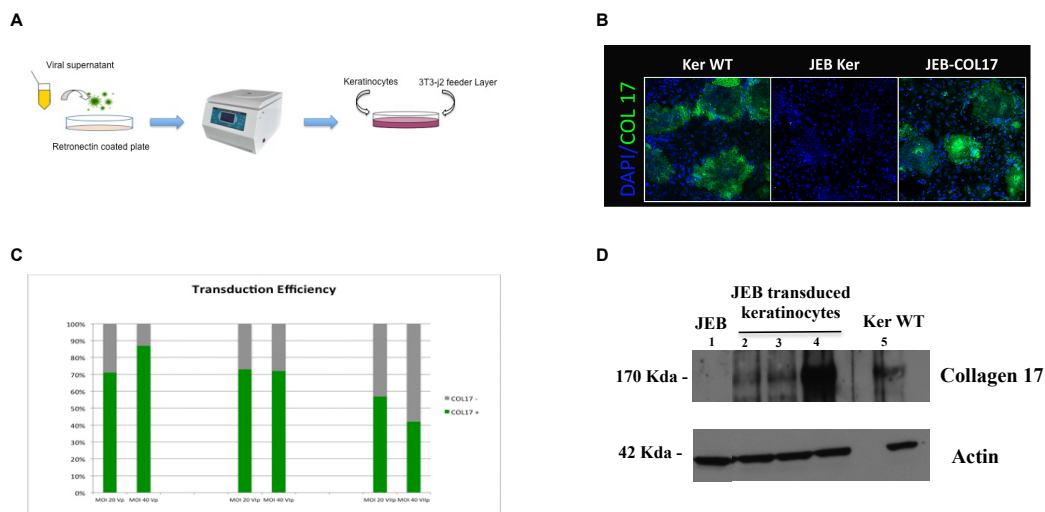 A
Viral supernatant
Retronectin coated plate
Keratinocytes
3T3-j2 feeder Layer
B
Ker WT
JEB Ker
JEB-COL17
DAPI/COL 17
C
Transduction Efficiency
100%
90%
80%
70%
60%
50%
40%
30%
20%
10%
0%
MOI 20 Vp
MOI 40 Vp
MOI 20 VIp
MOI 40 VIp
MOI 20 VIIp
MOI 40 VIIp
COL17 -
COL17 +
D
JEB transduced
keratinocytes
JEB
Ker WT
1
2
3
4
5
170 Kda -
Collagen 17
42 Kda -
Actin